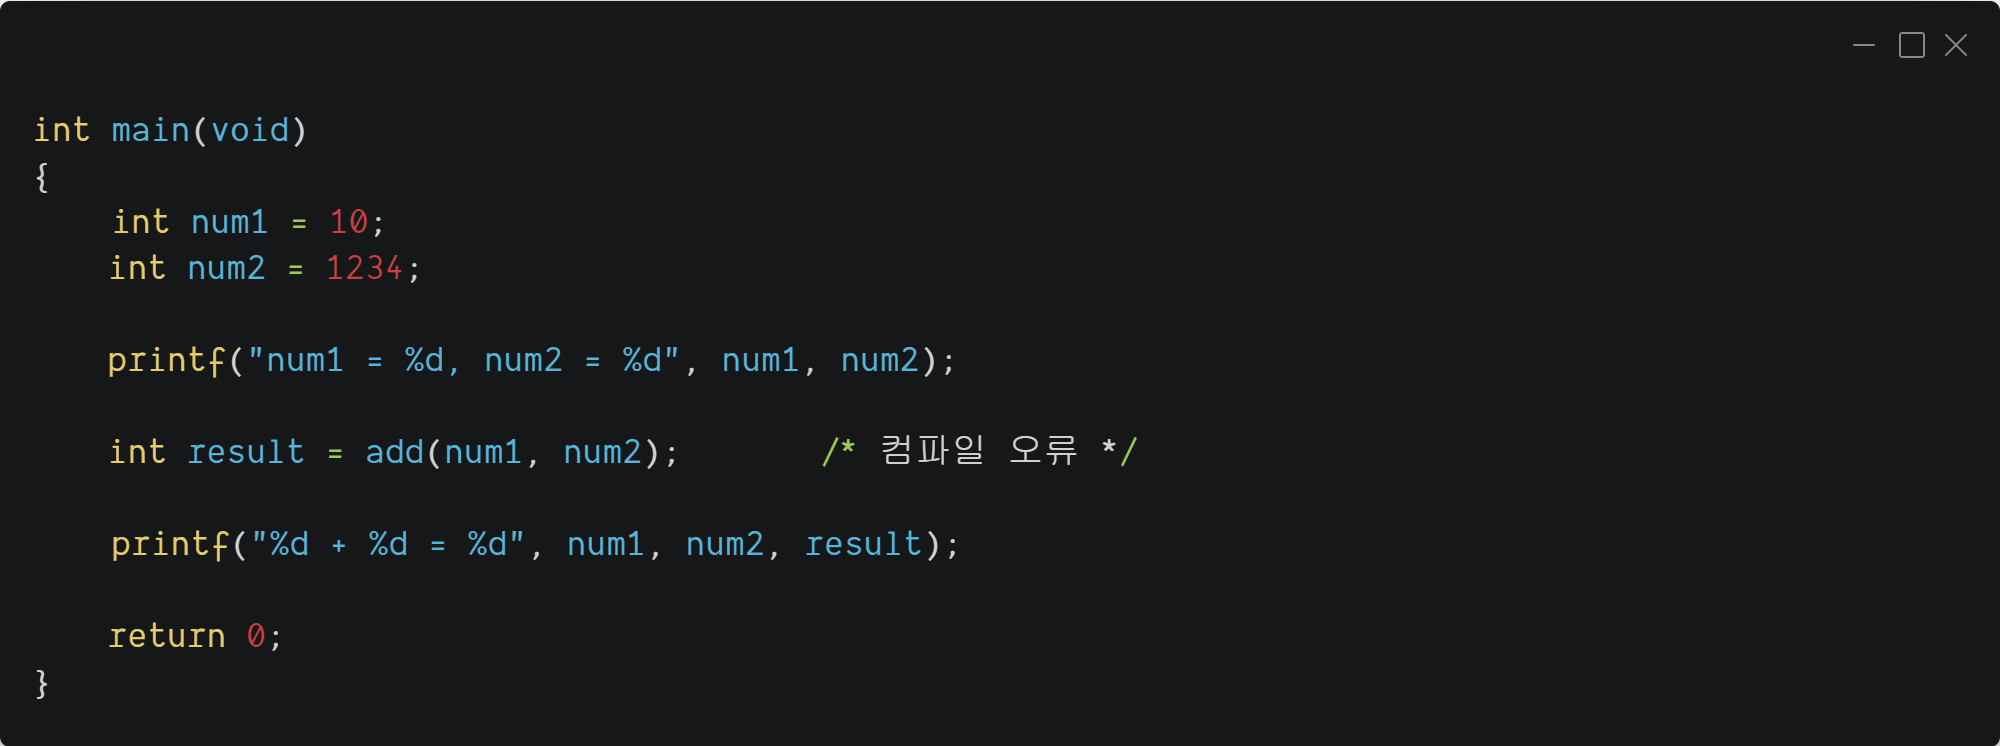 int main(void)
{
    int num1 = 10;
    int num2 = 1234;
    printf("num1 = %d, num2 = %d", num1, num2);
    int result = add(num1, num2);       /* 컴파일 오류 */
    printf("%d + %d = %d", num1, num2, result);
    return 0;
}